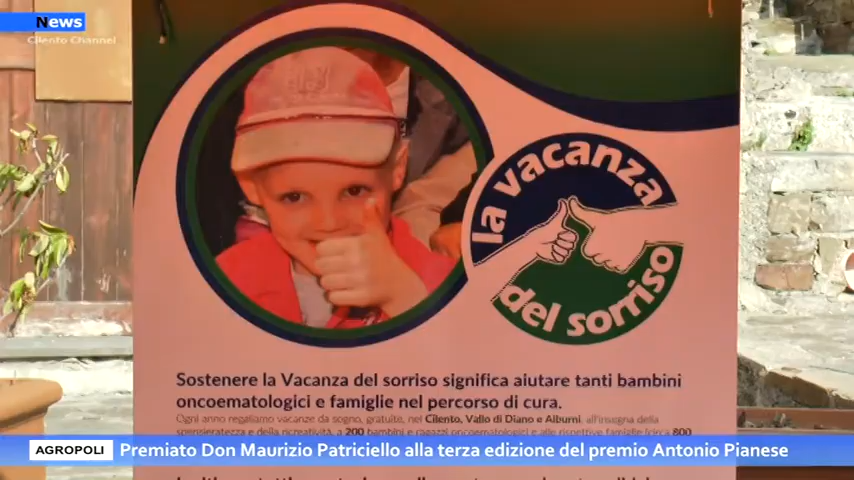 News
Cilento Channel
la vacanza
del sorriso
Sostenere la Vacanza del sorriso significa aiutare tanti bambini
oncoematologici e famiglie nel percorso di cura.
Ogni anno regaliamo vacanze da sogno, gratuite, nel Cilento, Vallo di Diano e Alburni, all'insegna della
spensieratezza e della ricreatività, a 200 bambini e ragazzi oncoematologici e alle rispettive famiglie (circa 800
AGROPOLI Premiato Don Maurizio Patriciello alla terza edizione del premio Antonio Pianese